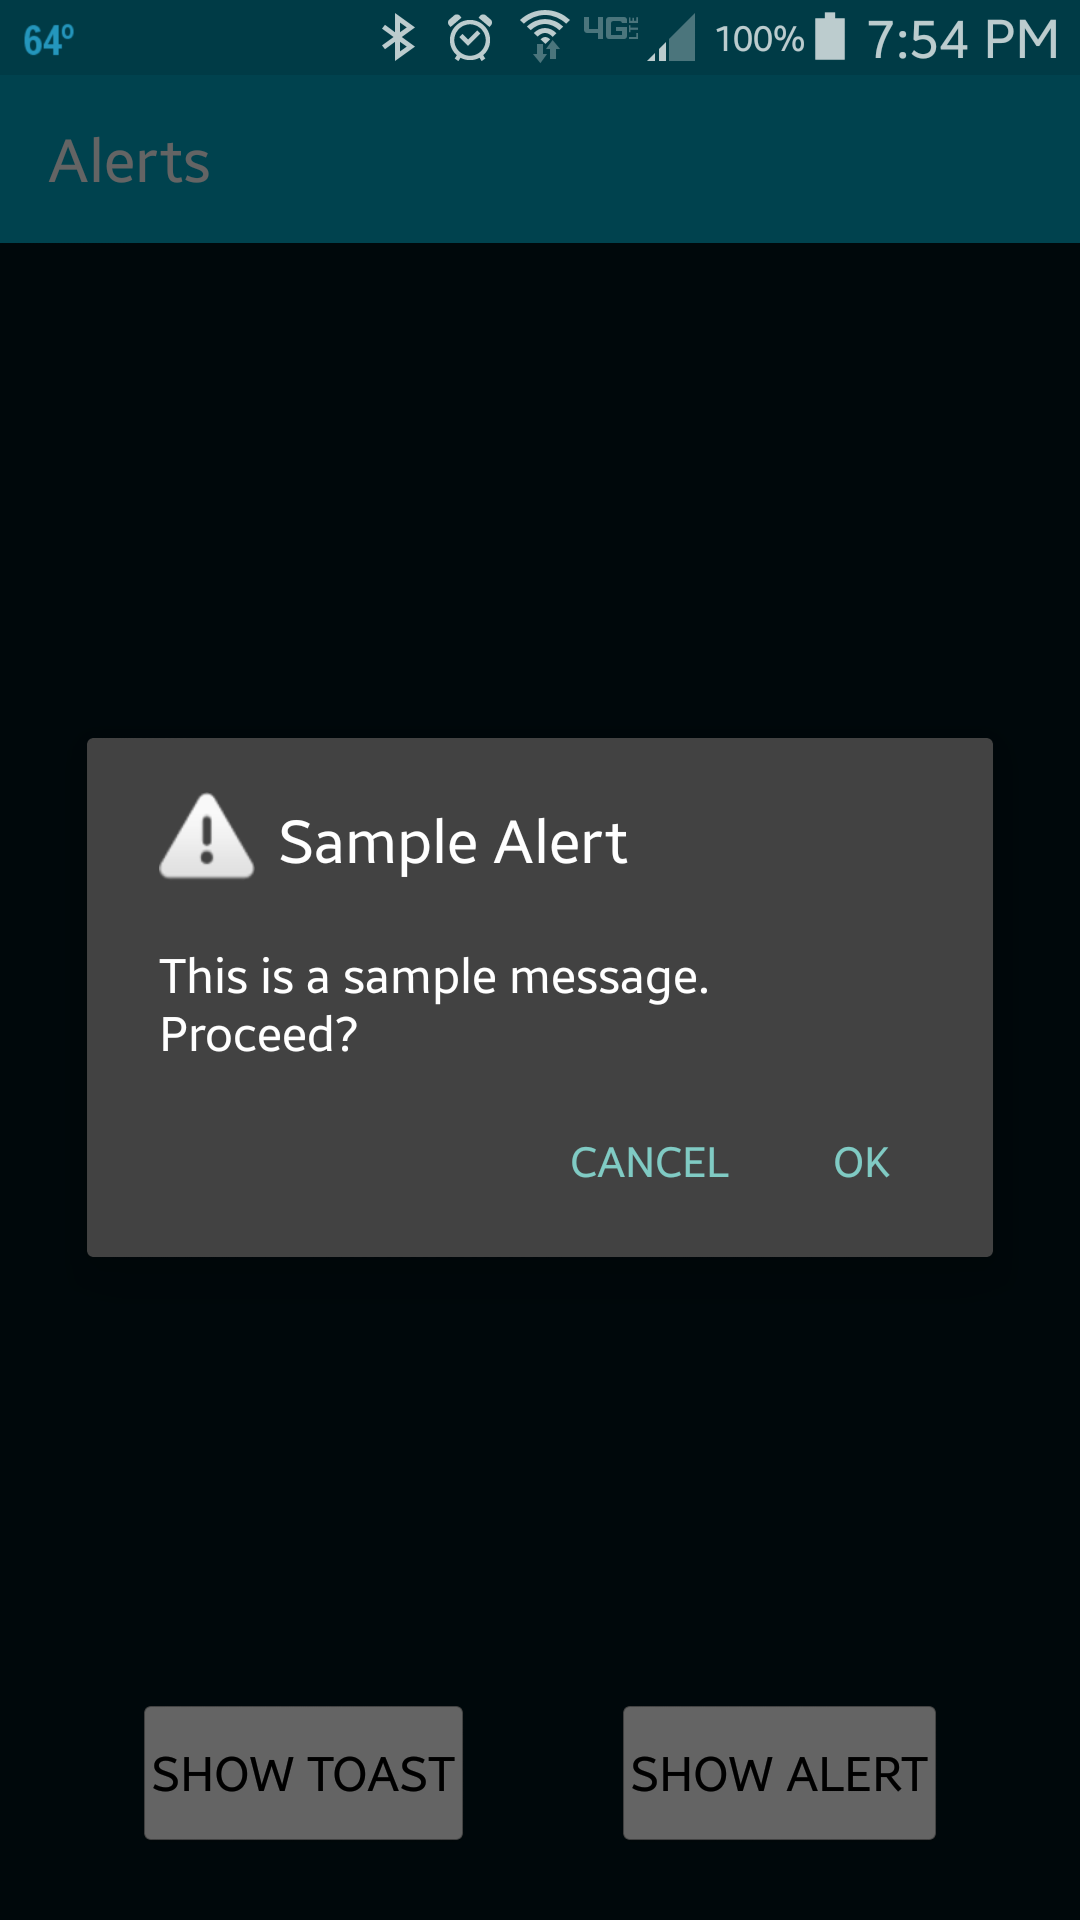 64° 4G LTE 100% 7:54 PM
Alerts
Sample Alert
This is a sample message.
Proceed?
CANCEL OK
SHOW TOAST SHOW ALERT